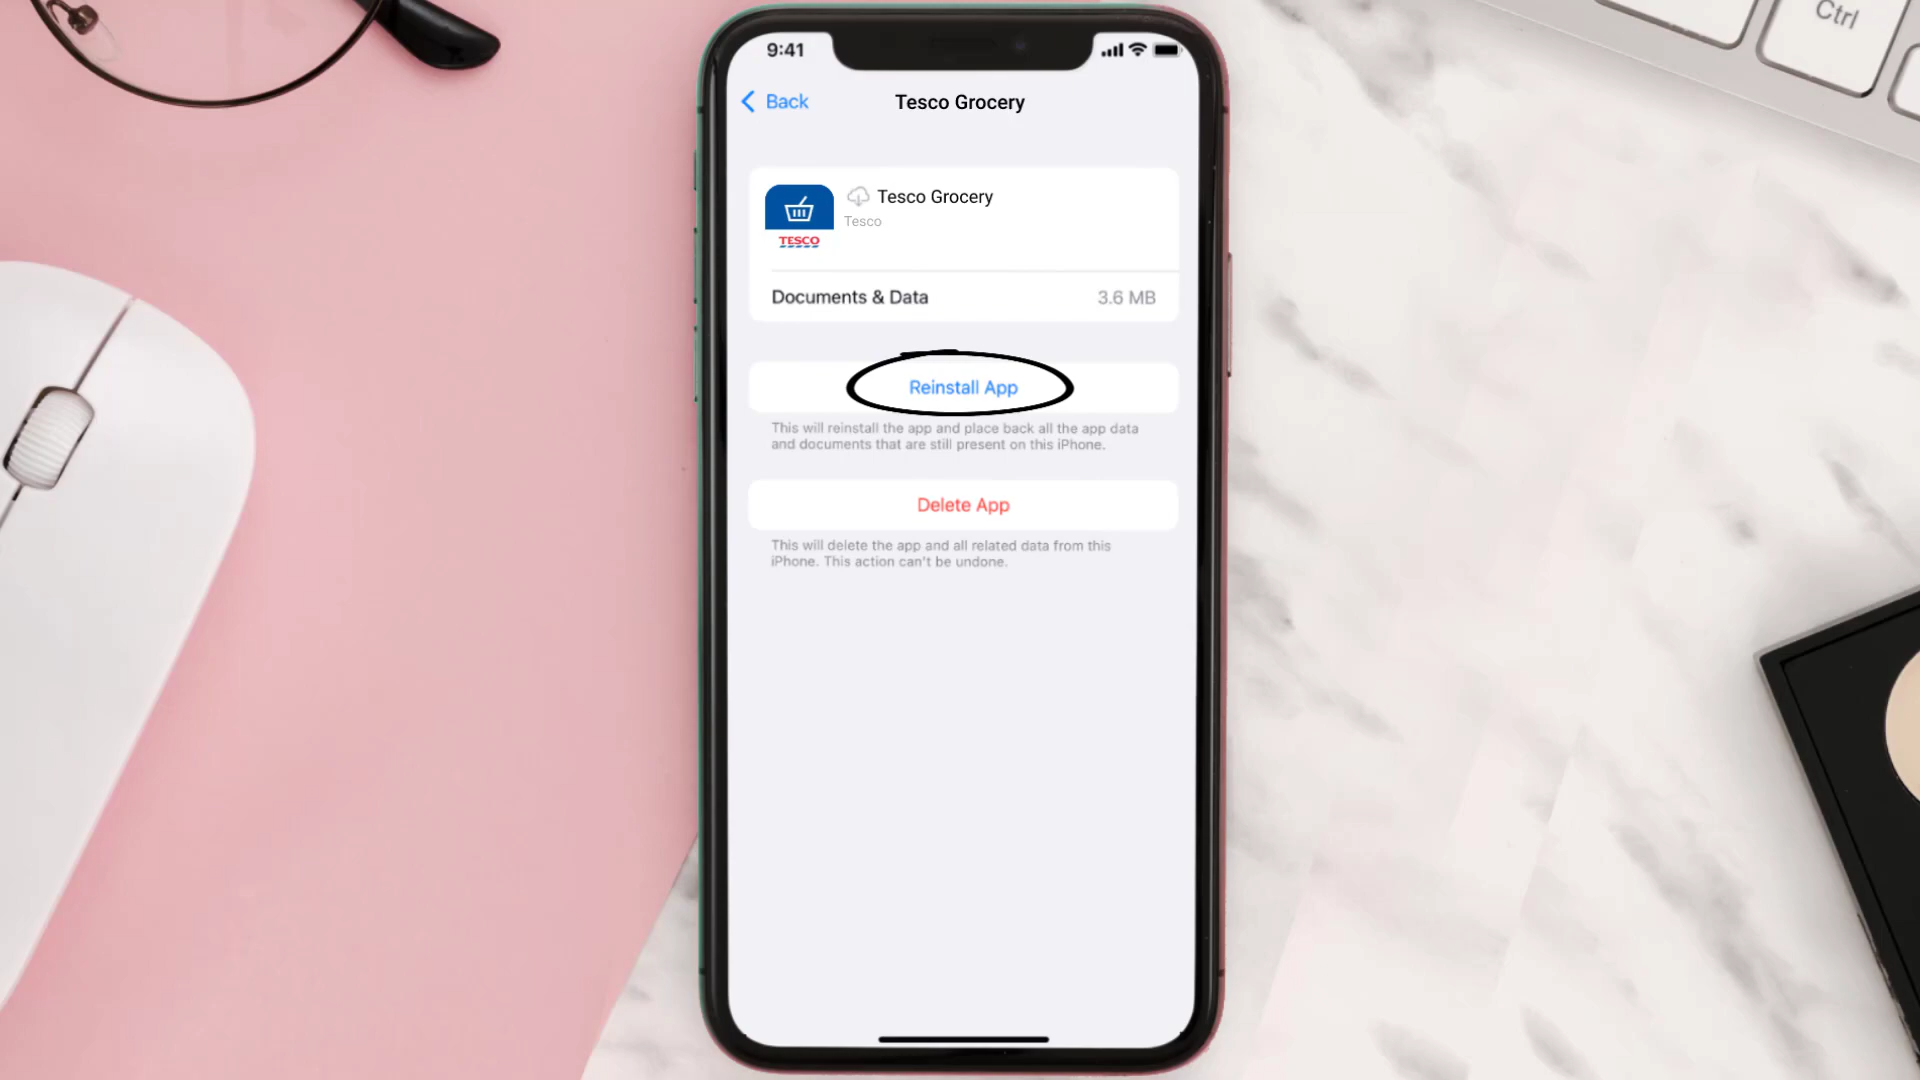 Ctrl
9:41
Back
Tesco Grocery
Tesco Grocery
Tesco
TESCO
Documents & Data 3.6 MB
Reinstall App
This will reinstall the app and place back all the app data
and documents that are still present on this iPhone.
Delete App
This will delete the app and all related data from this
iPhone. This action can't be undone.